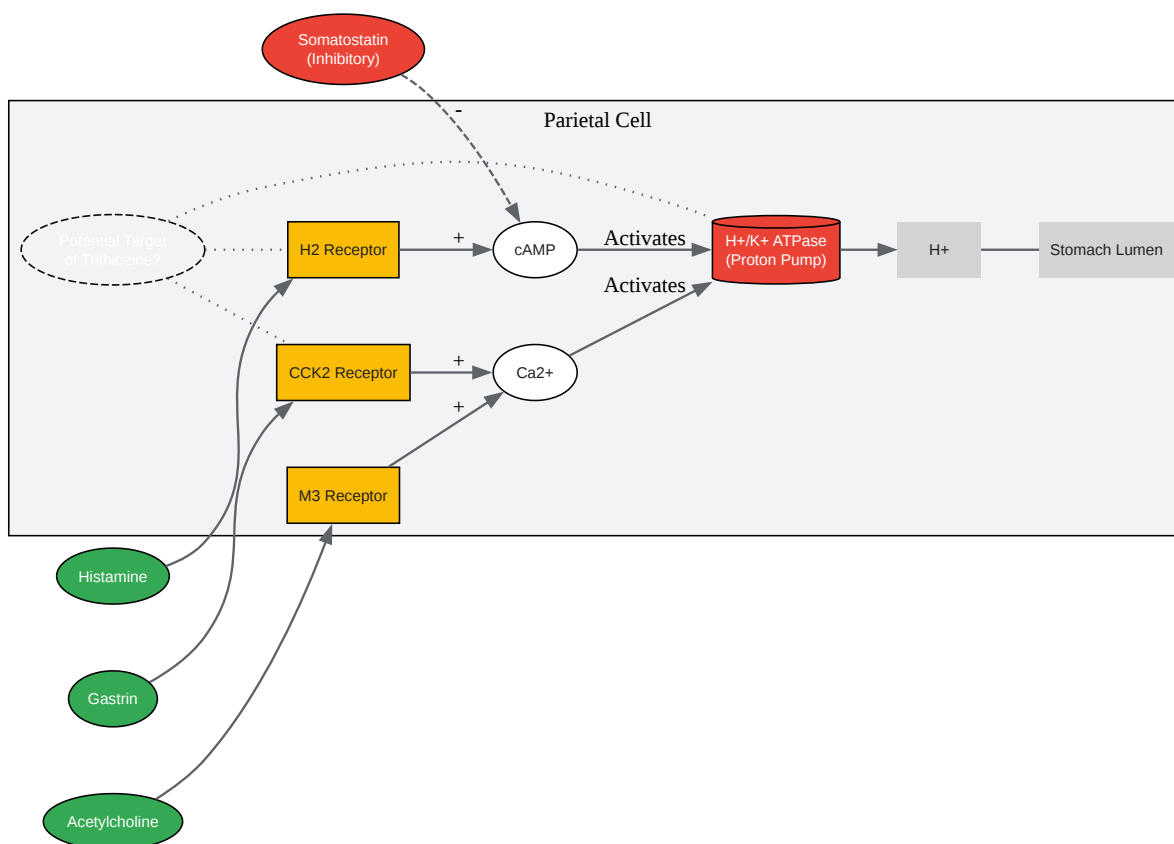 Somatostatin
(Inhibitory)
-
Parietal Cell
Potential Target
of Trithiozine?
H2 Receptor
+
cAMP
Activates
H+/K+ ATPase
(Proton Pump)
H+
Stomach Lumen
Activates
CCK2 Receptor
+
Ca2+
+
M3 Receptor
Histamine
Gastrin
Acetylcholine